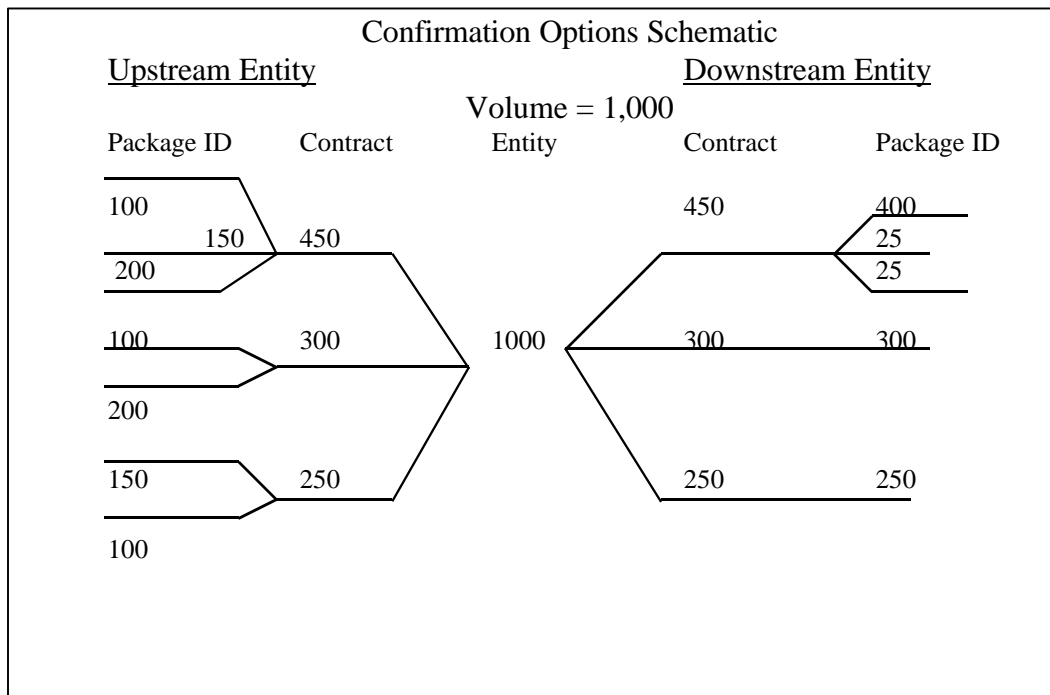 Confirmation Options Schematic
Upstream Entity Downstream Entity
Volume = 1,000
Package ID Contract Entity Contract Package ID
100 450 400
150 450 25
200 25
100 300 1000 300 300
200
150 250 250 250
100